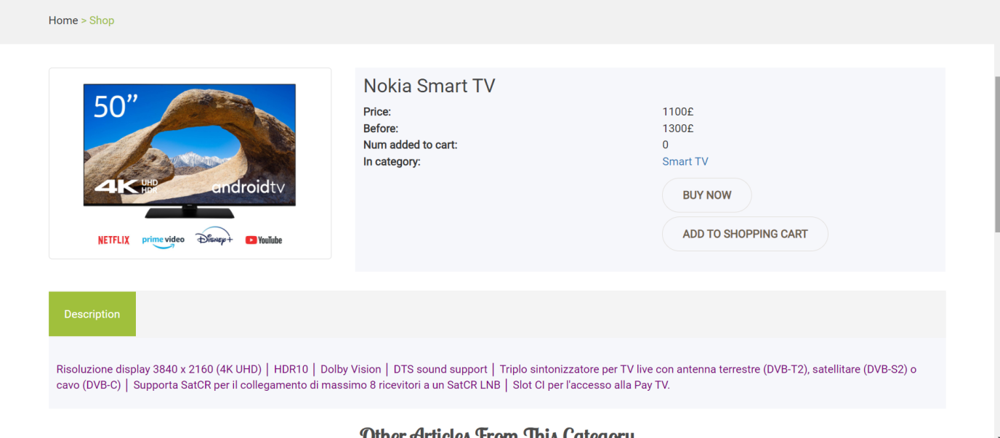 Home > Shop
50”
4K UHD HDR
androidtv
NETFLIX prime video Disney+ YouTube
Nokia Smart TV
Price: 1100£
Before: 1300£
Num added to cart: 0
In category: Smart TV
BUY NOW
ADD TO SHOPPING CART
Description
Risoluzione display 3840 x 2160 (4K UHD) | HDR10 | Dolby Vision | DTS sound support | Triplo sintonizzatore per TV live con antenna terrestre (DVB-T2), satellitare (DVB-S2) o
cavo (DVB-C) | Supporta SatCR per il collegamento di massimo 8 ricevitori a un SatCR LNB | Slot CI per l'accesso alla Pay TV.
Other Articles From This Category